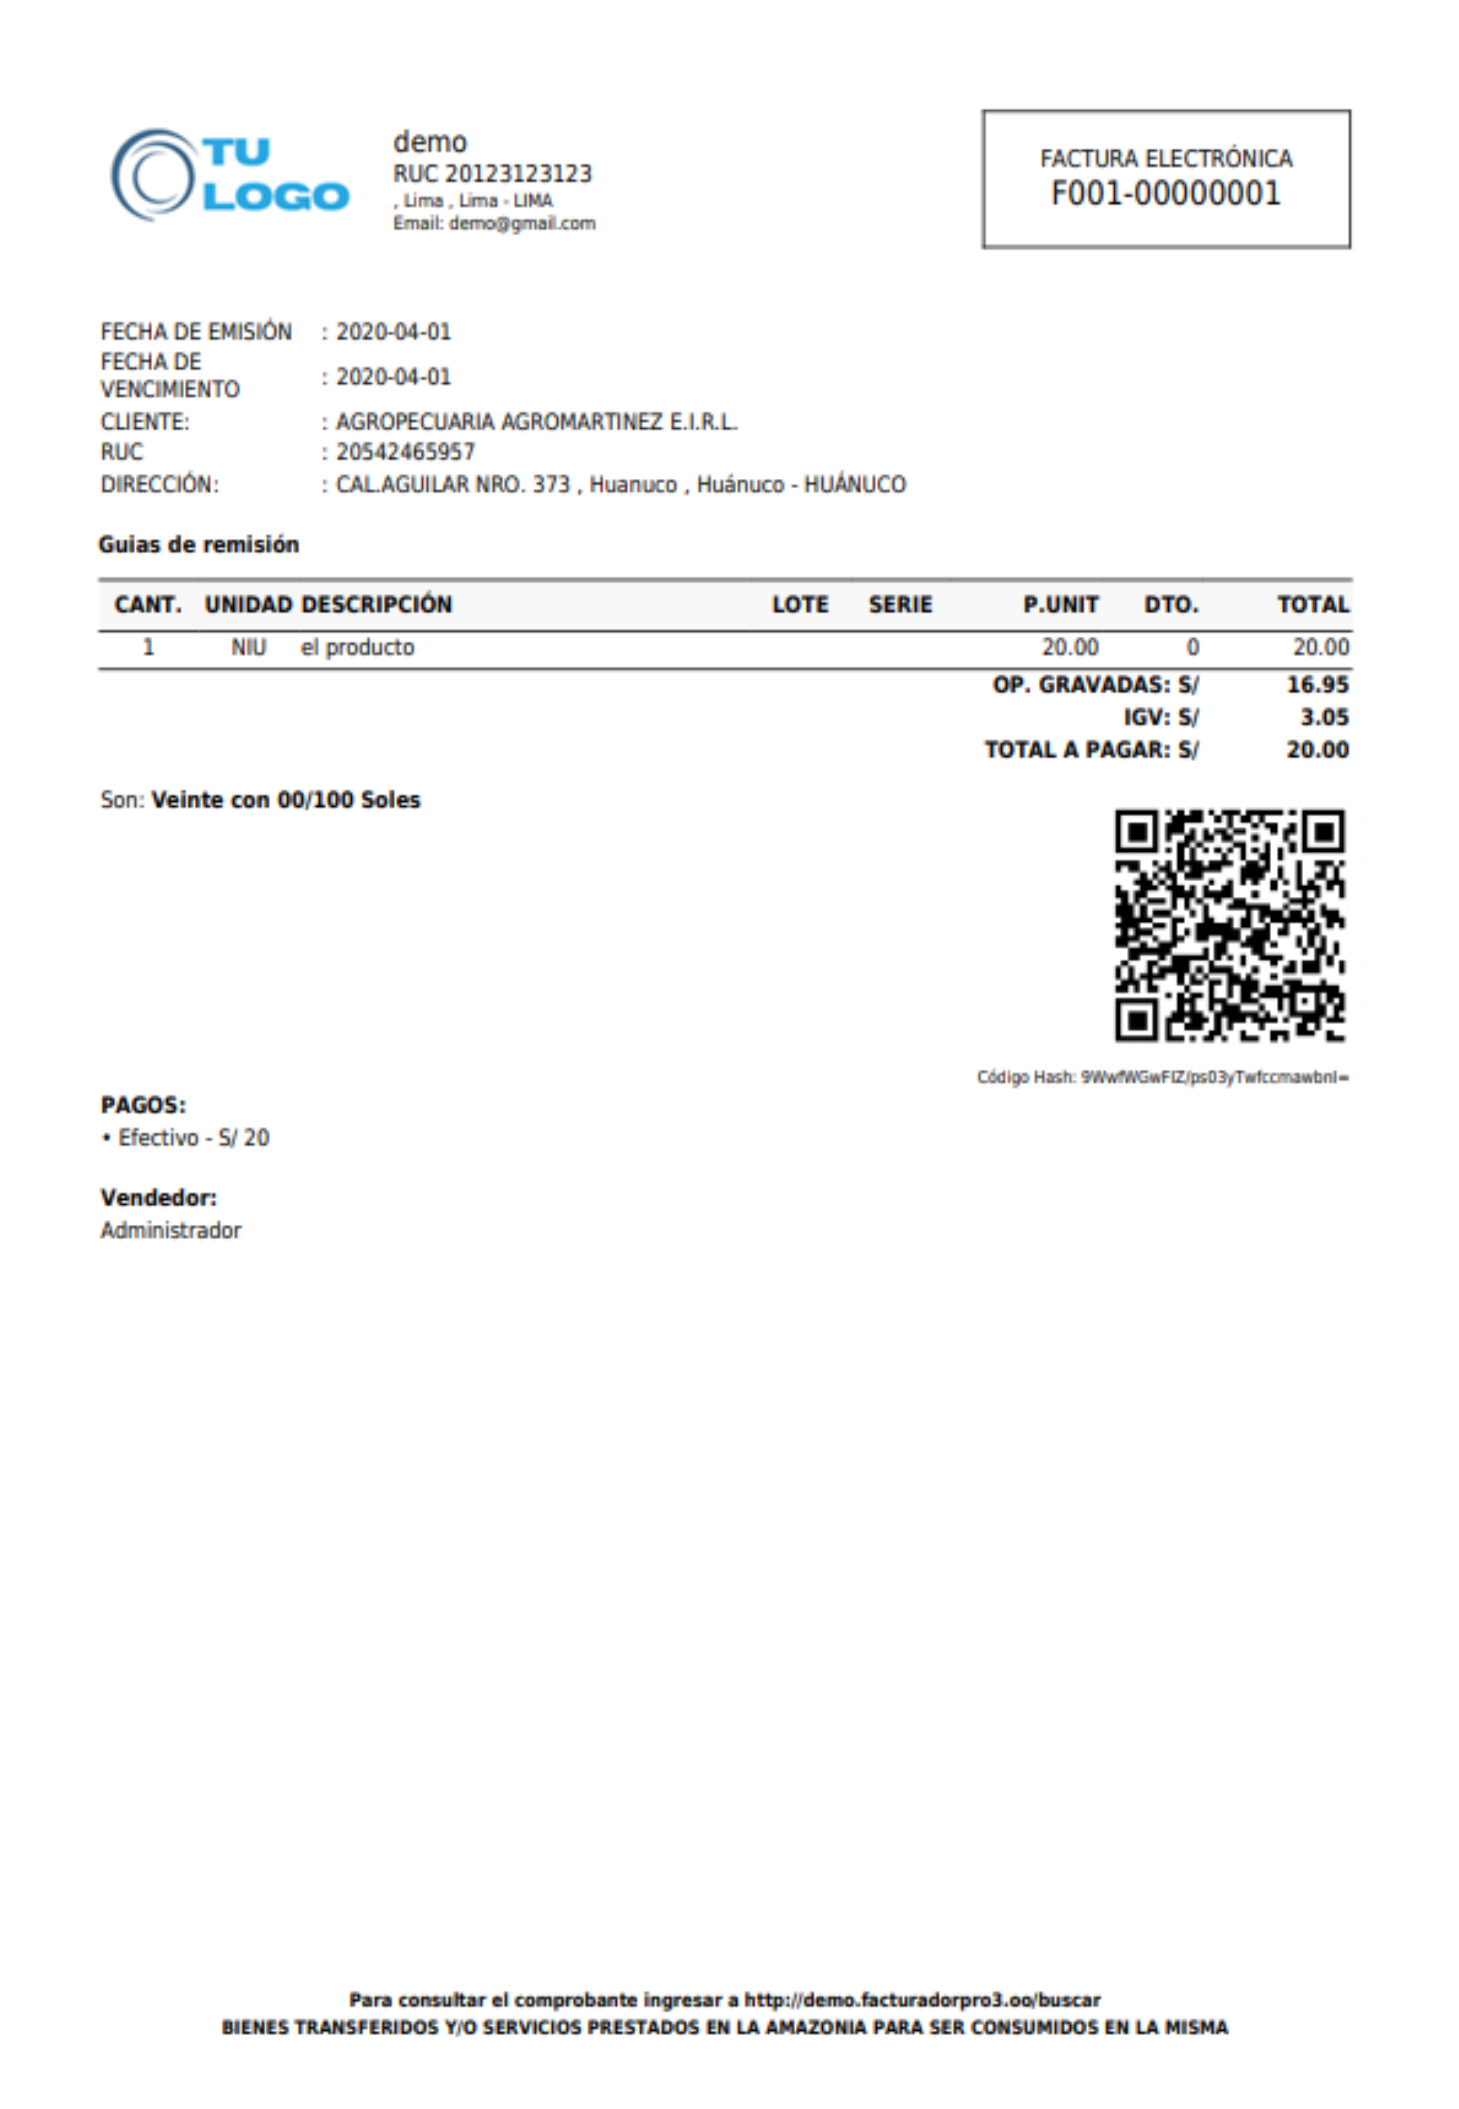 TU
LOGO
demo
RUC 20123123123
, Lima , Lima - LIMA
Email: demo@gmail.com
FACTURA ELECTRÓNICA
F001-00000001
FECHA DE EMISIÓN : 2020-04-01
FECHA DE
VENCIMIENTO : 2020-04-01
CLIENTE: : AGROPECUARIA AGROMARTINEZ E.I.R.L.
RUC : 20542465957
DIRECCIÓN: : CAL.AGUILAR NRO. 373 , Huanuco , Huánuco - HUÁNUCO
Guias de remisión
CANT. UNIDAD DESCRIPCIÓN LOTE SERIE P.UNIT DTO. TOTAL
1 NIU el producto 20.00 0 20.00
OP. GRAVADAS: S/ 16.95
IGV: S/ 3.05
TOTAL A PAGAR: S/ 20.00
Son: Veinte con 00/100 Soles
Código Hash:
PAGOS:
• Efectivo - S/ 20
Vendedor:
Administrador
Para consultar el comprobante ingresar a http://demo.facturadorpro3.oo/buscar
BIENES TRANSFERIDOS Y/O SERVICIOS PRESTADOS EN LA AMAZONIA PARA SER CONSUMIDOS EN LA MISMA